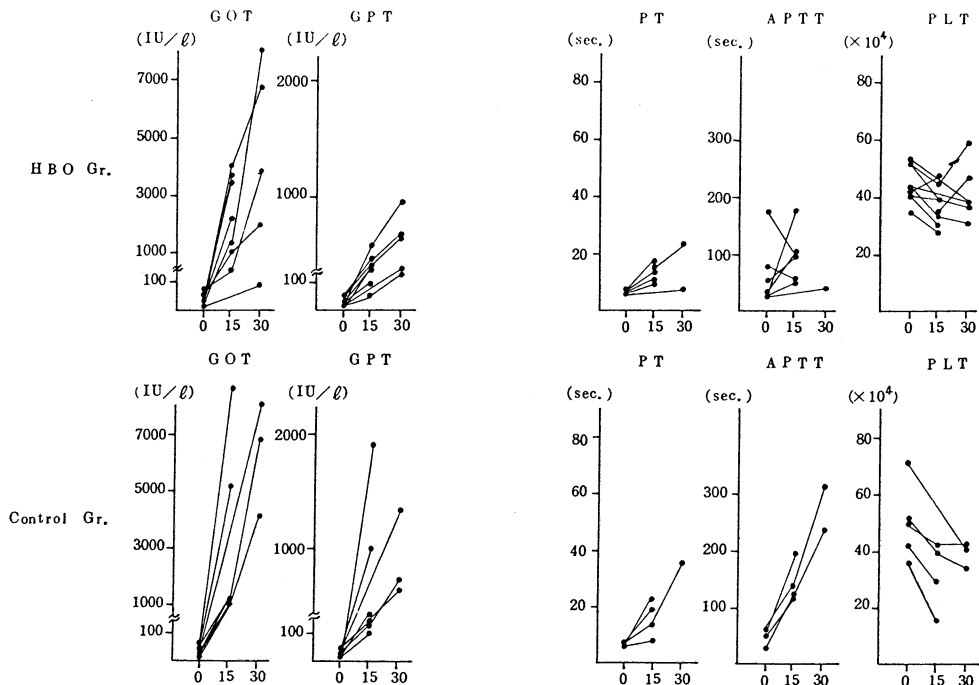 GOT GPT PT APTT PLT
(IU/ℓ) (IU/ℓ) (sec.) (sec.) (×10⁴)
7000 2000 80 80
5000 60 300 60
HBO Gr.
3000 1000 40 200 40
1000 20 100 20
100 100
0 15 30 0 15 30 0 15 30 0 15 30 0 15 30
GOT GPT PT APTT PLT
(IU/ℓ) (IU/ℓ) (sec.) (sec.) (×10⁴)
7000 2000 80 80
5000 60 300 60
Control Gr.
3000 1000 40 200 40
1000 20 100 20
100 100
0 15 30 0 15 30 0 15 30 0 15 30 0 15 30